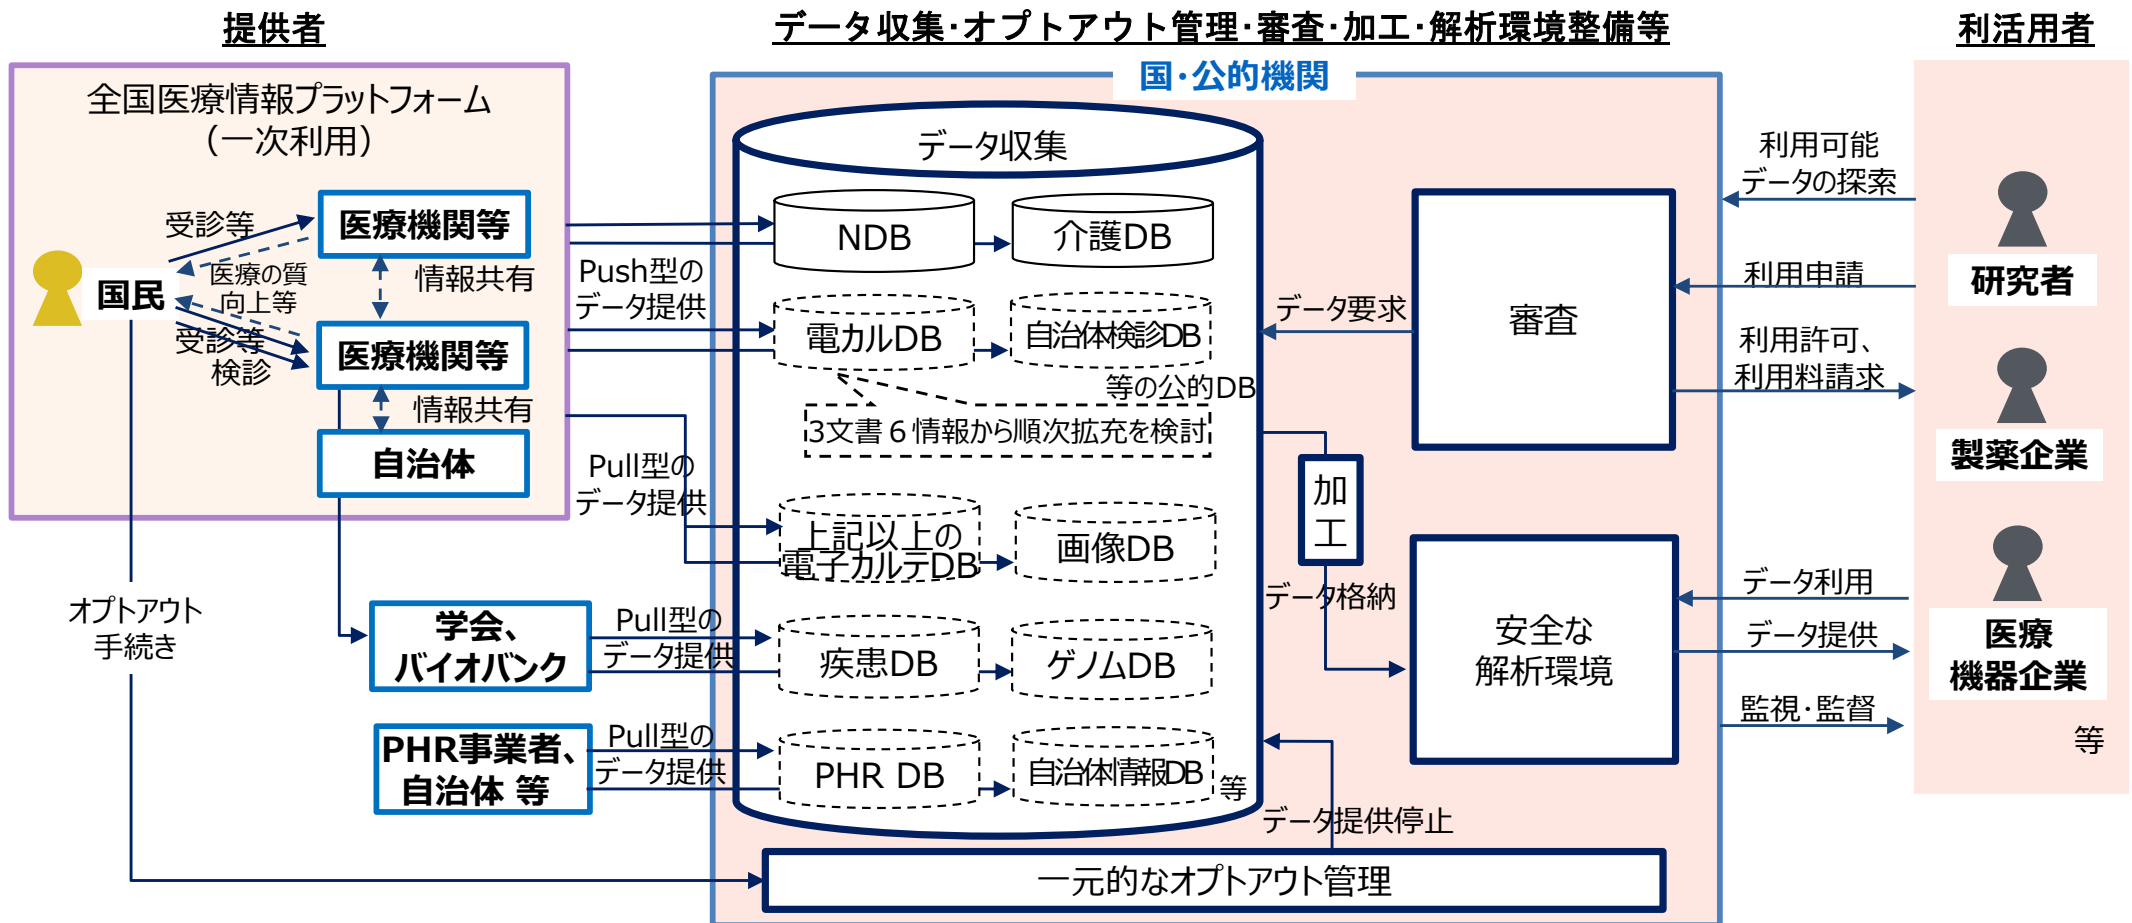 提供者
データ収集･オプトアウト管理･審査･加工･解析環境整備等
利活用者
全国医療情報プラットフォーム
（一次利用）
国民
受診等
医療の質
向上等
受診等
検診
医療機関等
情報共有
医療機関等
情報共有
自治体
オプトアウト
手続き
学会、
バイオバンク
PHR事業者、
自治体 等
Push型の
データ提供
Pull型の
データ提供
Pull型の
データ提供
Pull型の
データ提供
国･公的機関
データ収集
NDB
介護DB
電カルDB
自治体検診DB
等の公的DB
3文書６情報から順次拡充を検討
上記以上の
電子カルテDB
画像DB
疾患DB
ゲノムDB
PHR DB
自治体情報DB
等
データ要求
審査
加
工
データ格納
安全な
解析環境
データ提供停止
一元的なオプトアウト管理
利用可能
データの探索
利用申請
利用許可、
利用料請求
データ利用
データ提供
監視･監督
研究者
製薬企業
医療
機器企業
等